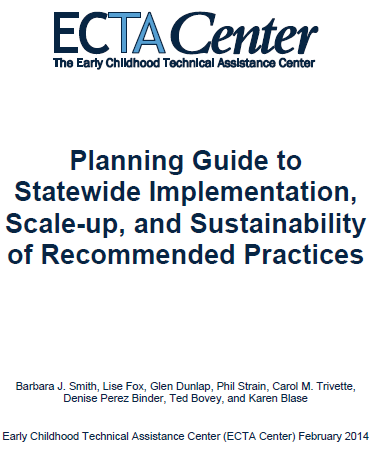 ECTA Center
The Early Childhood Technical Assistance Center
Planning Guide to
Statewide Implementation,
Scale-up, and Sustainability
of Recommended Practices
Barbara J. Smith, Lise Fox, Glen Dunlap, Phil Strain, Carol M. Trivette,
Denise Perez Binder, Ted Bovey, and Karen Blase
Early Childhood Technical Assistance Center (ECTA Center) February 2014